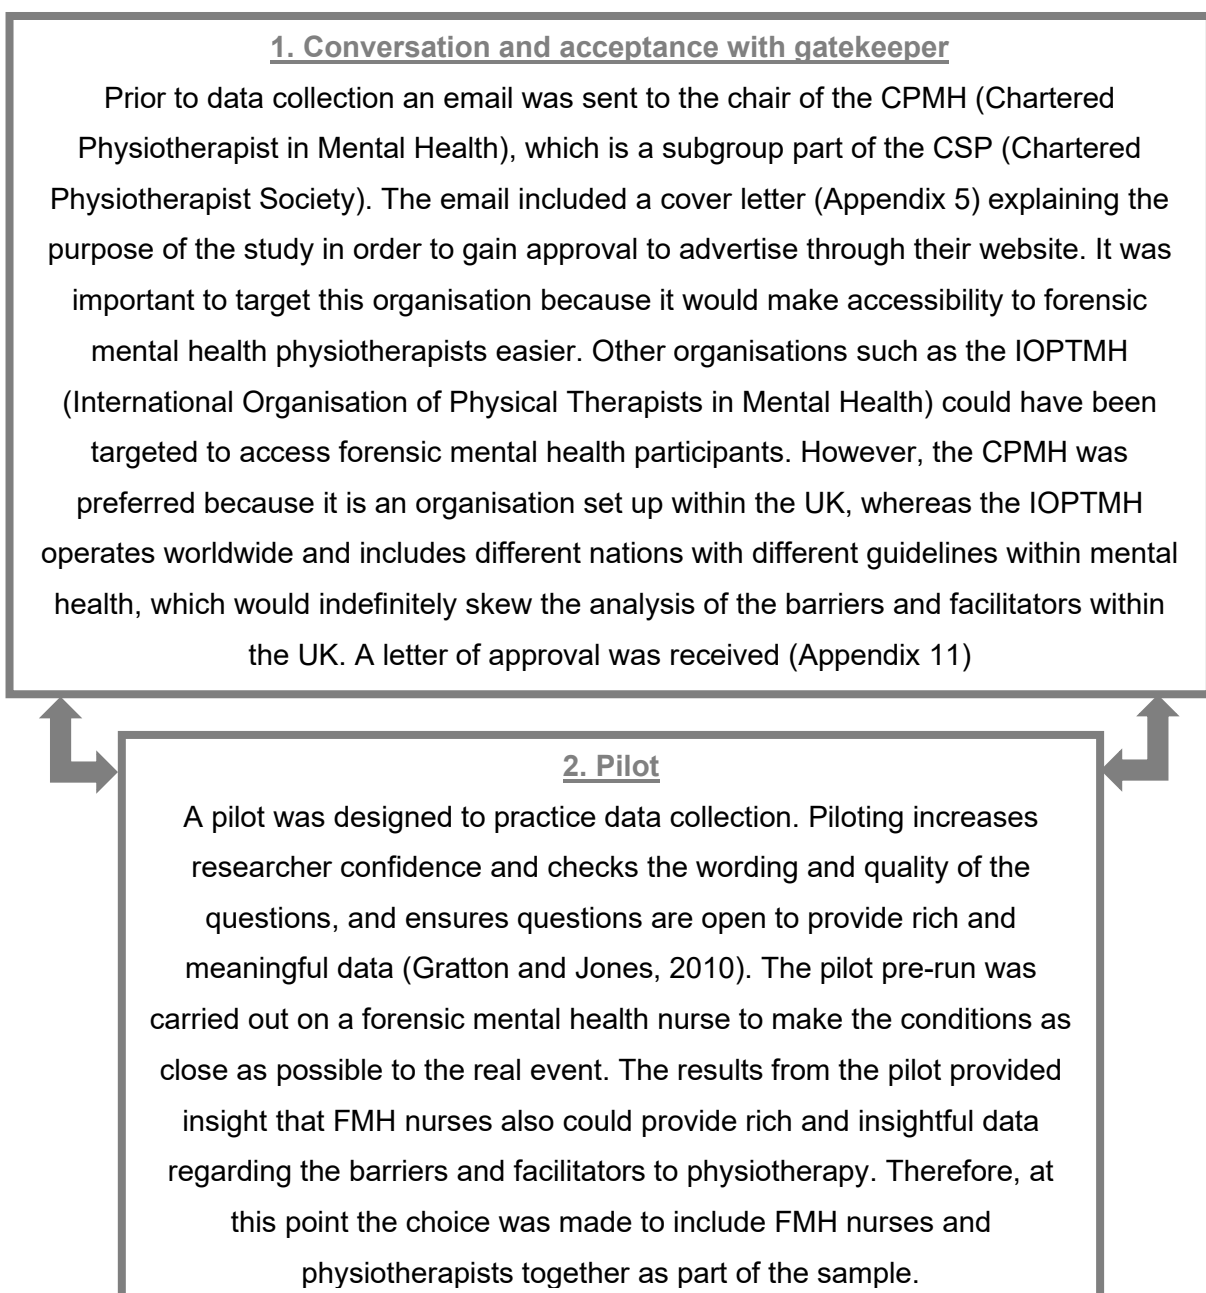 1. Conversation and acceptance with gatekeeper
Prior to data collection an email was sent to the chair of the CPMH (Chartered
Physiotherapist in Mental Health), which is a subgroup part of the CSP (Chartered
Physiotherapist Society). The email included a cover letter (Appendix 5) explaining the
purpose of the study in order to gain approval to advertise through their website. It was
important to target this organisation because it would make accessibility to forensic
mental health physiotherapists easier. Other organisations such as the IOPTMH
(International Organisation of Physical Therapists in Mental Health) could have been
targeted to access forensic mental health participants. However, the CPMH was
preferred because it is an organisation set up within the UK, whereas the IOPTMH
operates worldwide and includes different nations with different guidelines within mental
health, which would indefinitely skew the analysis of the barriers and facilitators within
the UK. A letter of approval was received (Appendix 11)
2. Pilot
A pilot was designed to practice data collection. Piloting increases
researcher confidence and checks the wording and quality of the
questions, and ensures questions are open to provide rich and
meaningful data (Gratton and Jones, 2010). The pilot pre-run was
carried out on a forensic mental health nurse to make the conditions as
close as possible to the real event. The results from the pilot provided
insight that FMH nurses also could provide rich and insightful data
regarding the barriers and facilitators to physiotherapy. Therefore, at
this point the choice was made to include FMH nurses and
physiotherapists together as part of the sample.